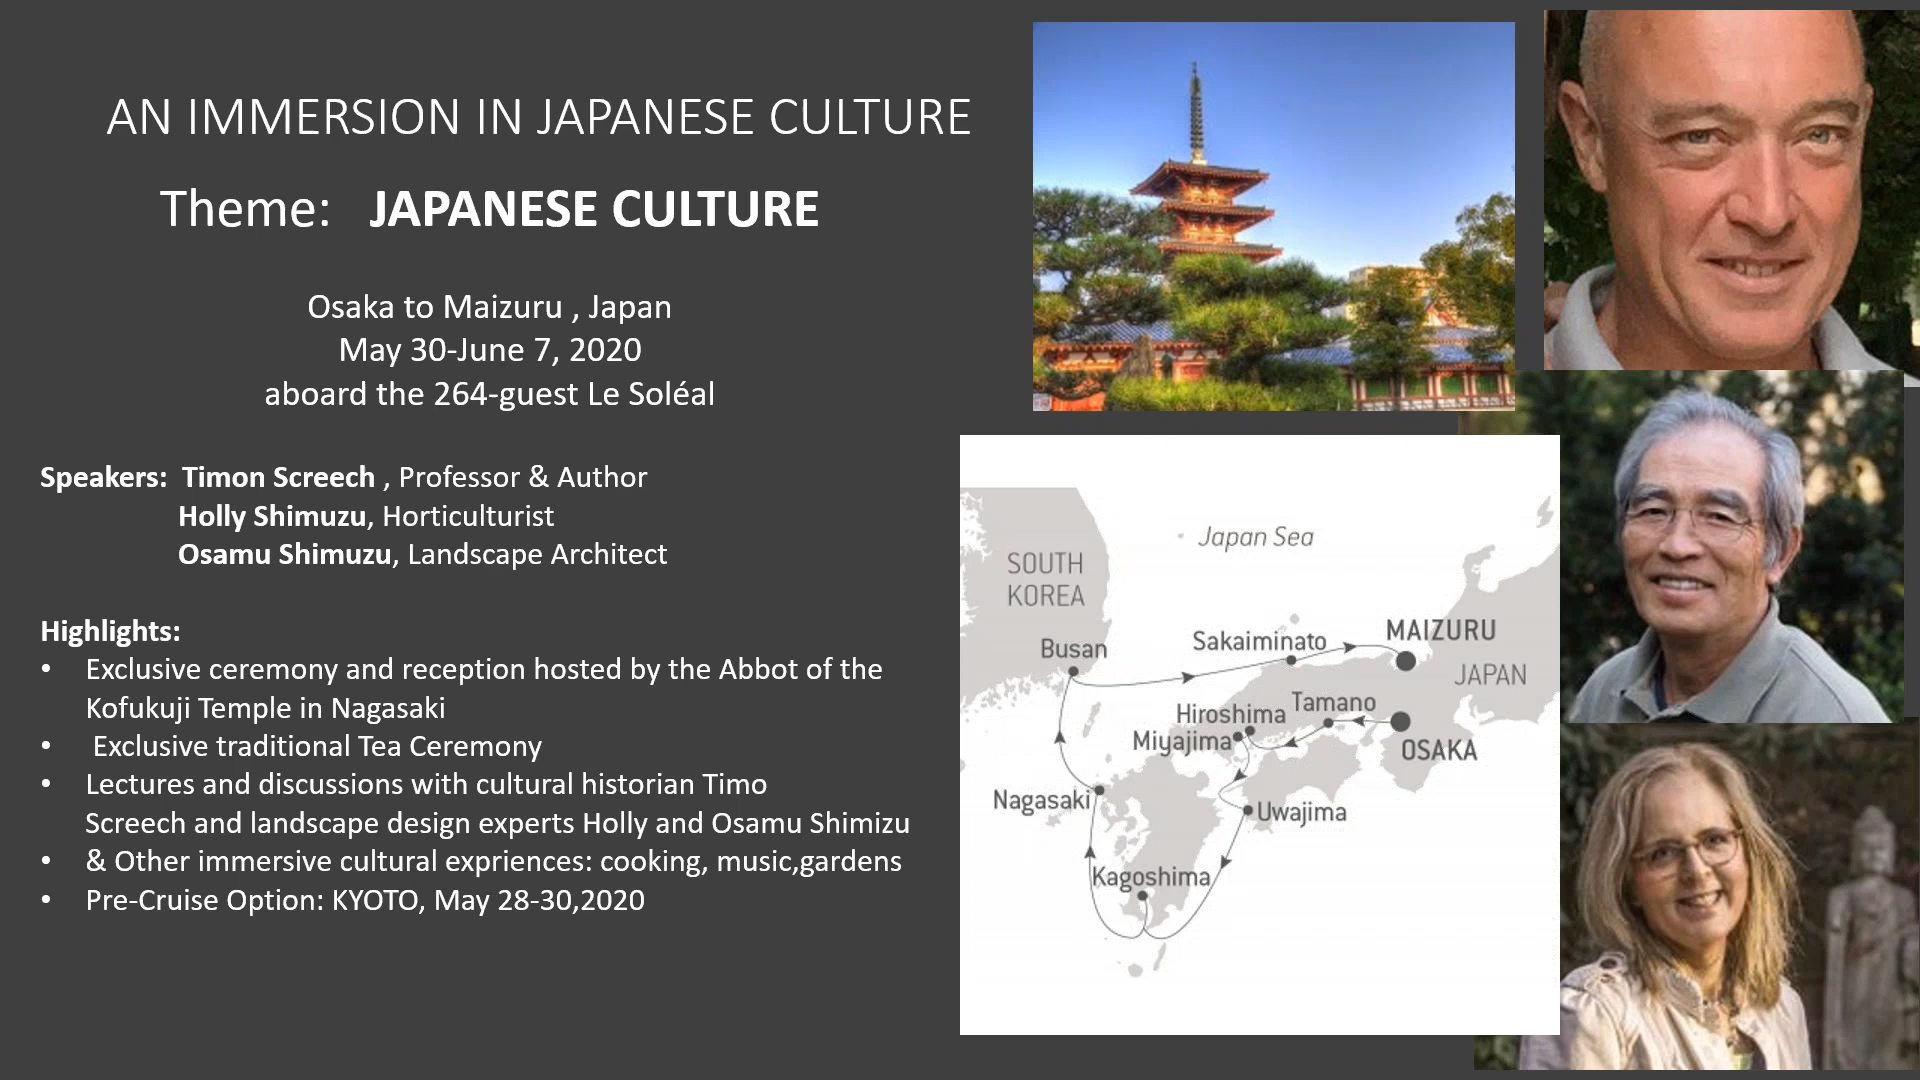 AN IMMERSION IN JAPANESE CULTURE
Theme: JAPANESE CULTURE
Osaka to Maizuru , Japan
May 30-June 7, 2020
aboard the 264-guest Le Soléal
Speakers: Timon Screech , Professor & Author
Holly Shimuzu, Horticulturist
Osamu Shimuzu, Landscape Architect
Highlights:
• Exclusive ceremony and reception hosted by the Abbot of the
Kofukuji Temple in Nagasaki
• Exclusive traditional Tea Ceremony
• Lectures and discussions with cultural historian Timo
Screech and landscape design experts Holly and Osamu Shimizu
• & Other immersive cultural expriences: cooking, music,gardens
• Pre-Cruise Option: KYOTO, May 28-30,2020
Japan Sea
SOUTH
KOREA
Busan
Sakaiminato
MAIZURU
JAPAN
Tamano
Hiroshima
Miyajima
OSAKA
Nagasaki
Uwajima
Kagoshima